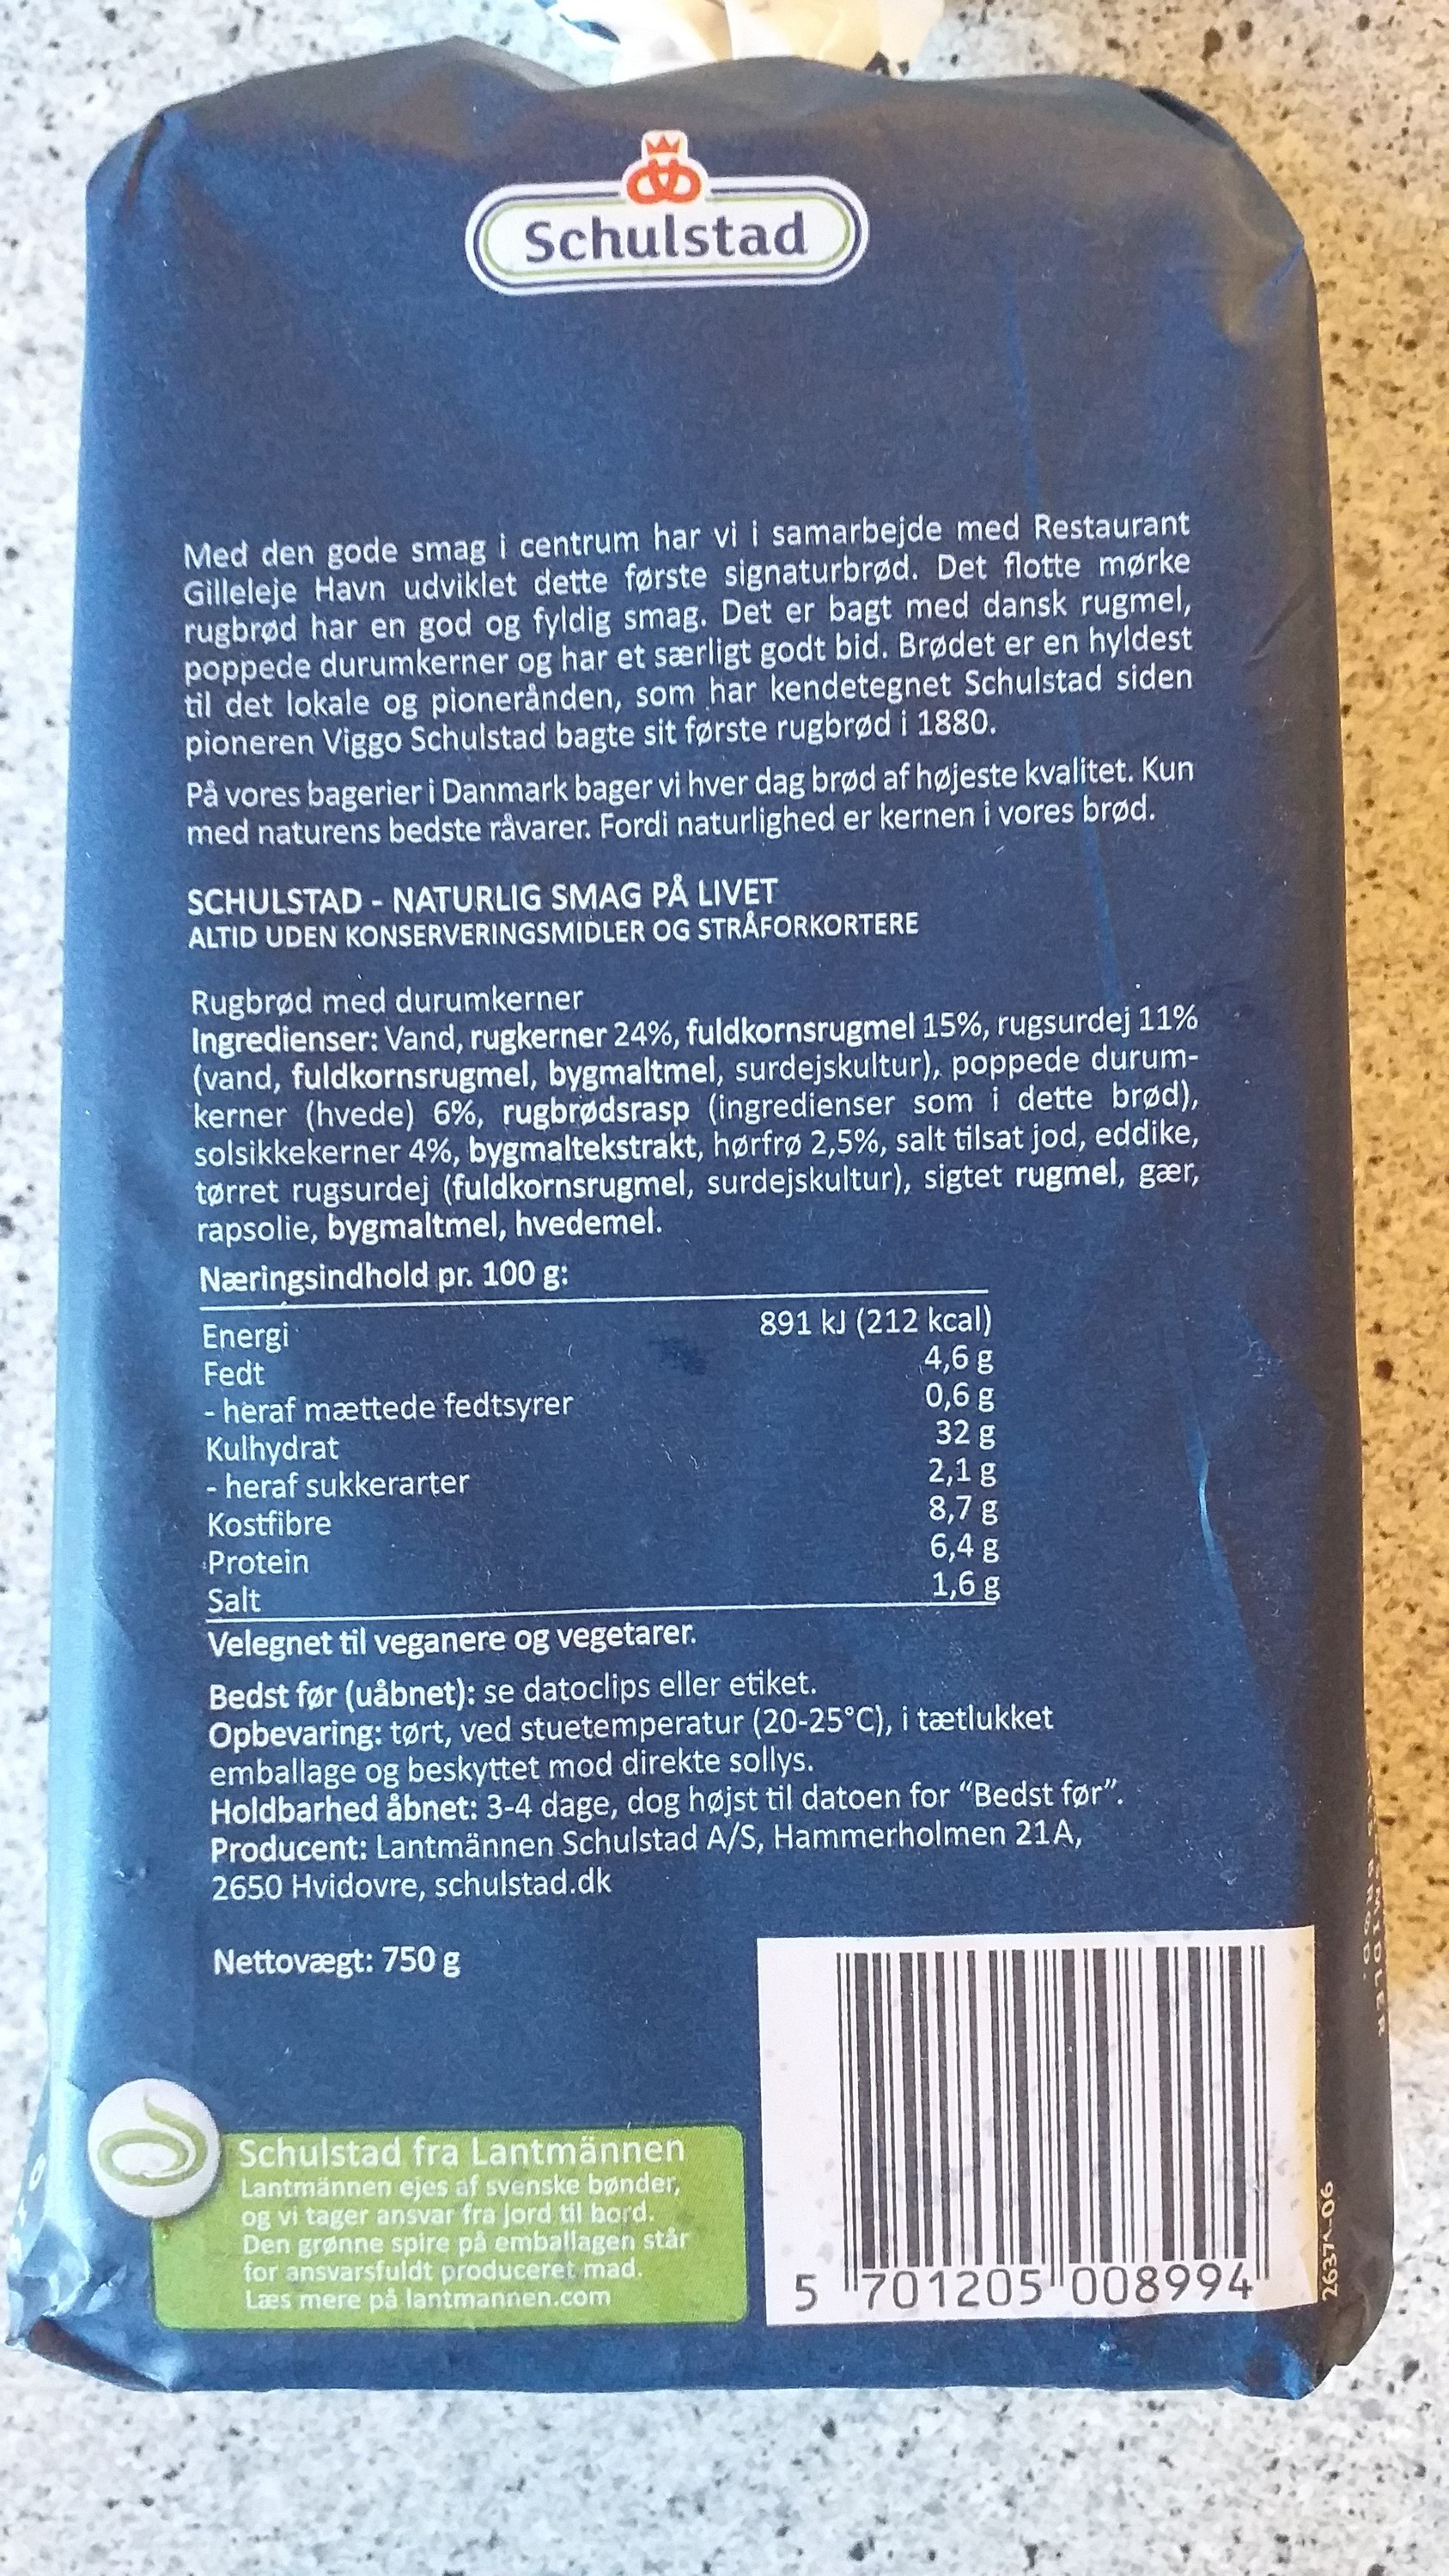 Schulstad
Med den gode smag i centrum har vi i samarbejde med Restaurant
Gilleleje Havn udviklet dette første signaturbrød. Det flotte mørke
rugbrød har en god og fyldig smag. Det er bagt med dansk rugmel,
poppede durumkerner og har et særligt godt bid. Brødet er en hyldest
til det lokale og pionerånden, som har kendetegnet Schulstad siden
pioneren Viggo Schulstad bagte sit første rugbrød i 1880.
På vores bagerier i Danmark bager vi hver dag brød af højeste kvalitet. Kun
med naturens bedste råvarer. Fordi naturlighed er kernen i vores brød.
SCHULSTAD - NATURLIG SMAG PÅ LIVET
ALTID UDEN KONSERVERINGSMIDLER OG STRÅFORKORTERE
Rugbrød med durumkerner
Ingredienser: Vand, rugkerner 24%, fuldkornsrugmel 15%, rugsurdej 11%
(vand, fuldkornsrugmel, bygmaltmel, surdejskultur), poppede durum-
kerner (hvede) 6%, rugbrødsrasp (ingredienser som i dette brød),
solsikkekerner 4%, bygmaltekstrakt, hørfrø 2,5%, salt tilsat jod, eddike,
tørret rugsurdej (fuldkornsrugmel, surdejskultur), sigtet rugmel, gær,
rapsolie, bygmaltmel, hvedemel.
Næringsindhold pr. 100 g:
Energi 891 kJ (212 kcal)
Fedt 4,6 g
- heraf mættede fedtsyrer 0,6 g
Kulhydrat 32 g
- heraf sukkerarter 2,1 g
Kostfibre 8,7 g
Protein 6,4 g
Salt 1,6 g
Velegnet til veganere og vegetarer.
Bedst før (uåbnet): se datoclips eller etiket.
Opbevaring: tørt, ved stuetemperatur (20-25°C), i tætlukket
emballage og beskyttet mod direkte sollys.
Holdbarhed åbnet: 3-4 dage, dog højst til datoen for “Bedst før”.
Producent: Lantmännen Schulstad A/S, Hammerholmen 21A,
2650 Hvidovre, schulstad.dk
Nettovægt: 750 g
Schulstad fra Lantmännen
Lantmännen ejes af svenske bønder,
og vi tager ansvar fra jord til bord.
Den grønne spire på emballagen står
for ansvarsfuldt produceret mad.
Læs mere på lantmannen.com
5 701205 008994
26371-06